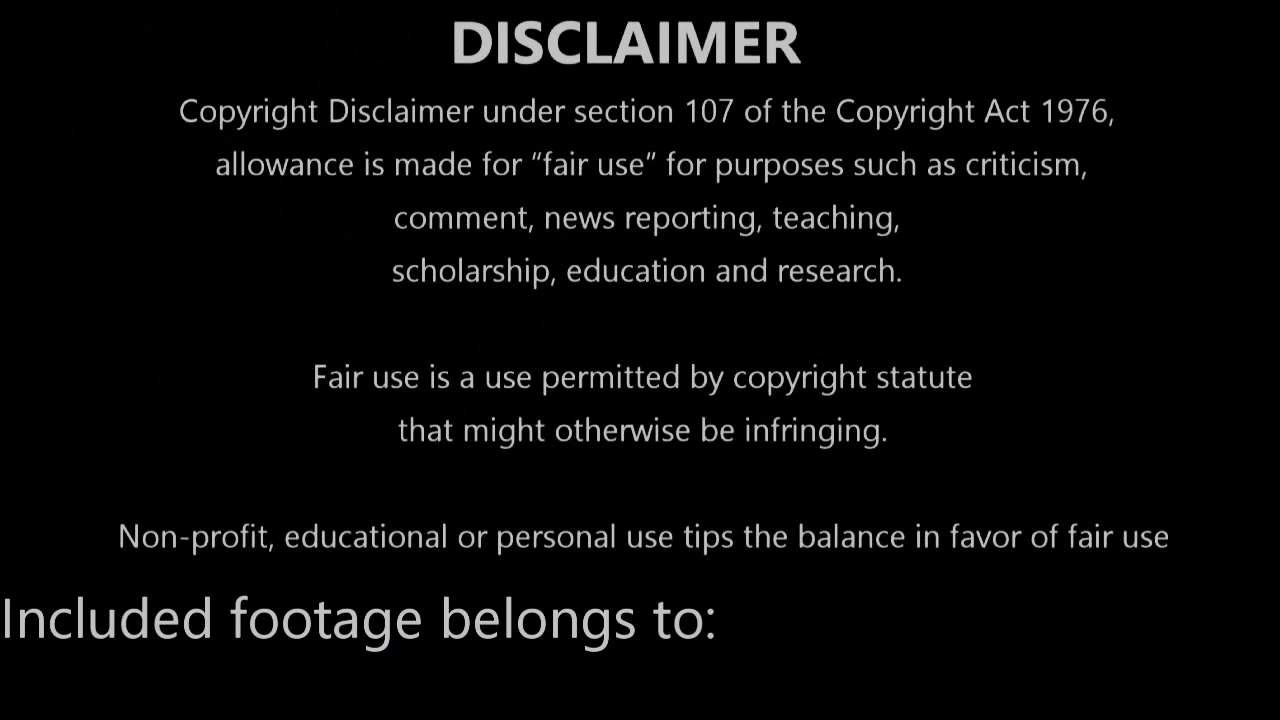 DISCLAIMER
Copyright Disclaimer under section 107 of the Copyright Act 1976,
allowance is made for “fair use” for purposes such as criticism,
comment, news reporting, teaching,
scholarship, education and research.
Fair use is a use permitted by copyright statute
that might otherwise be infringing.
Non-profit, educational or personal use tips the balance in favor of fair use
Included footage belongs to: